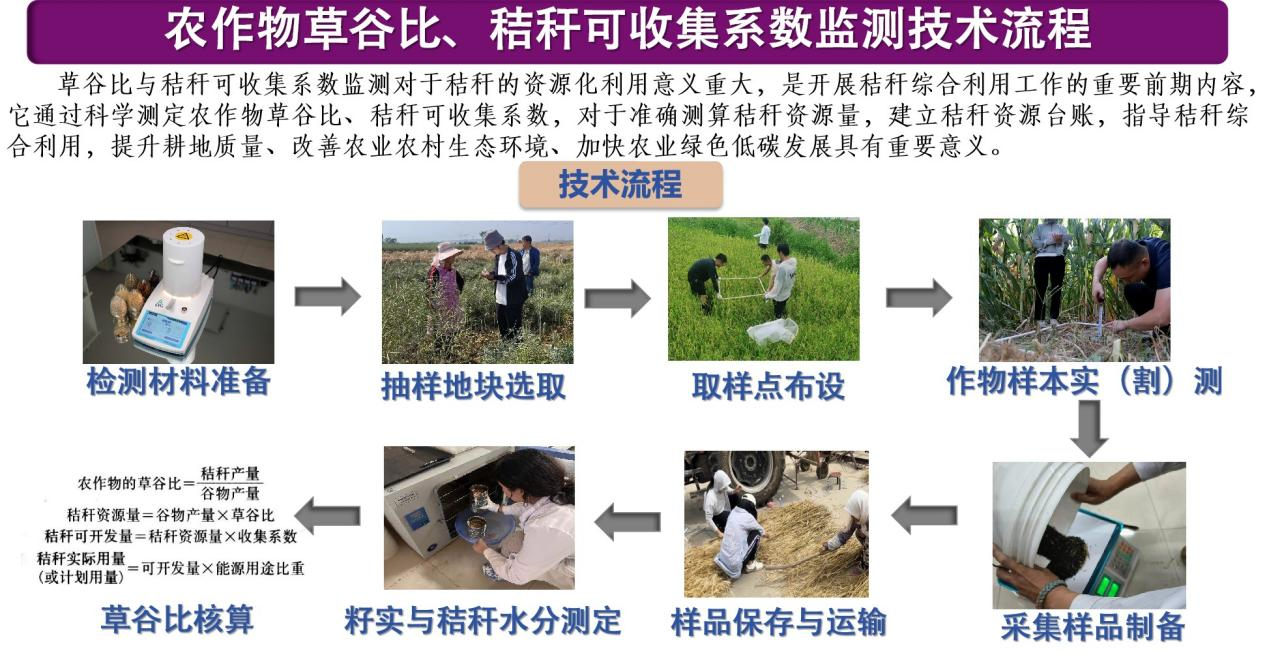 农作物草谷比、秸秆可收集系数监测技术流程
草谷比与秸秆可收集系数监测对于秸秆的资源化利用意义重大，是开展秸秆综合利用工作的重要前期内容，
它通过科学测定农作物草谷比、秸秆可收集系数，对于准确测算秸秆资源量，建立秸秆资源台账，指导秸秆综
合利用，提升耕地质量、改善农业农村生态环境、加快农业绿色低碳发展具有重要意义。
技术流程
检测材料准备
抽样地块选取
取样点布设
作物样本实（割）测
采集样品制备
样品保存与运输
籽实与秸秆水分测定
农作物的草谷比=秸秆产量/谷物产量
秸秆资源量=谷物产量×草谷比
秸秆可开发量=秸秆资源量×收集系数
秸秆实际用量
（或计划用量）=可开发量×能源用途比重
草谷比核算